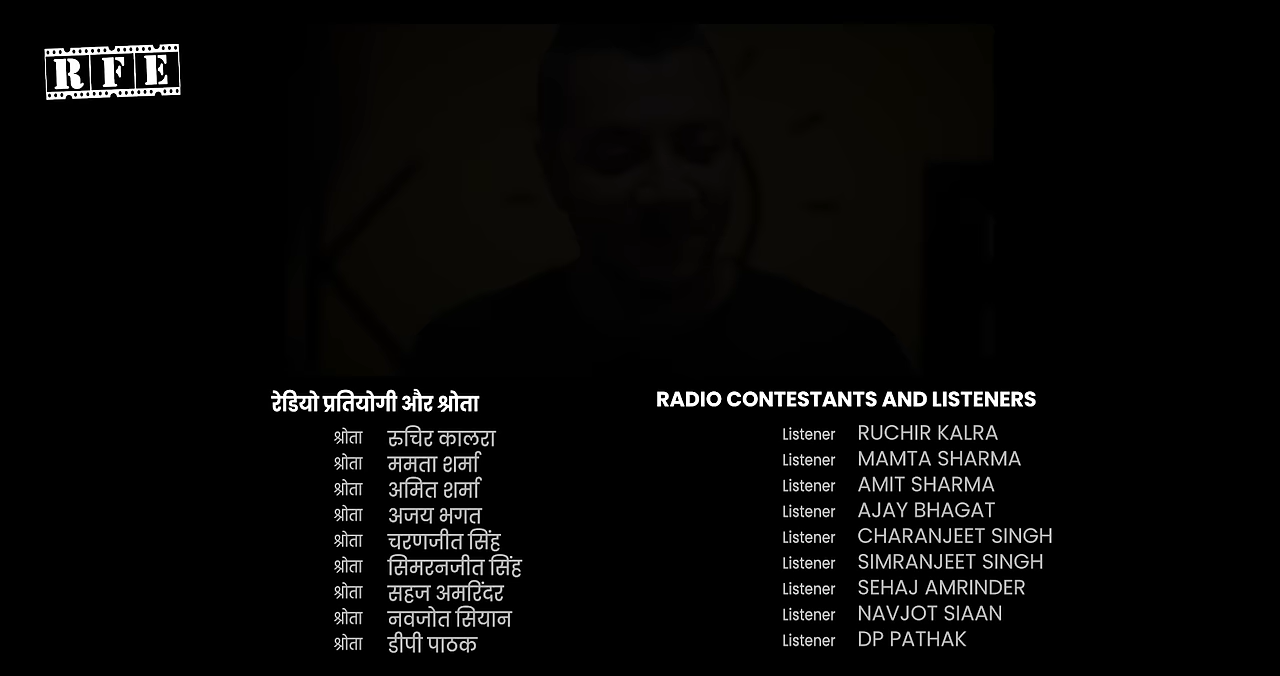 RFE
रेडियो प्रतियोगी और श्रोता
श्रोता रुचिर कालरा
श्रोता ममता शर्मा
श्रोता अमित शर्मा
श्रोता अजय भगत
श्रोता चरणजीत सिंह
श्रोता सिमरनजीत सिंह
श्रोता सहज अमरिंदर
श्रोता नवजोत सियान
श्रोता डीपी पाठक
RADIO CONTESTANTS AND LISTENERS
Listener RUCHIR KALRA
Listener MAMTA SHARMA
Listener AMIT SHARMA
Listener AJAY BHAGAT
Listener CHARANJEET SINGH
Listener SIMRANJEET SINGH
Listener SEHAJ AMRINDER
Listener NAVJOT SIAAN
Listener DP PATHAK